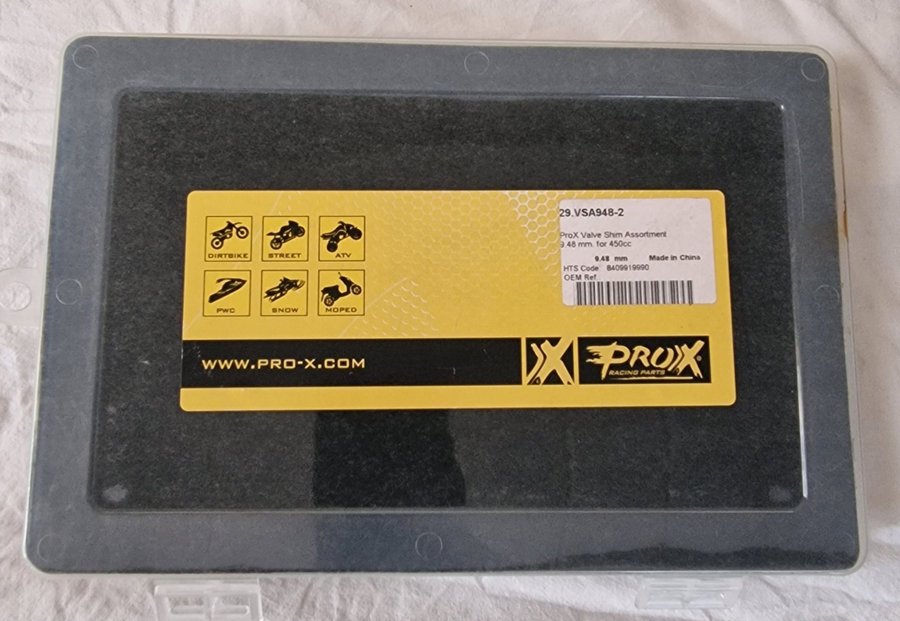 DIRTBIKE STREET ATV
PWC SNOW MOPED
29.VSA948-2
ProX Valve Shim Assortment
9.48 mm. for 450cc
9.48 mm Made in China
HTS Code: 8409919990
OEM Ref.
WWW.PRO-X.COM
X PROX
RACING PARTS